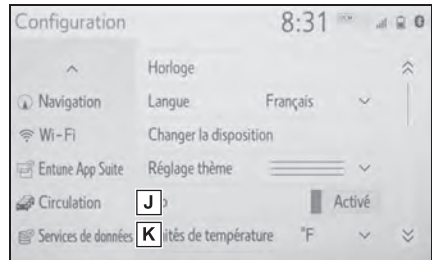 Configuration 8:31
Horloge
Navigation Langue Français
Wi-Fi Changer la disposition
Entune App Suite Réglage thème
Circulation J Activé
Services de données K ités de température °F